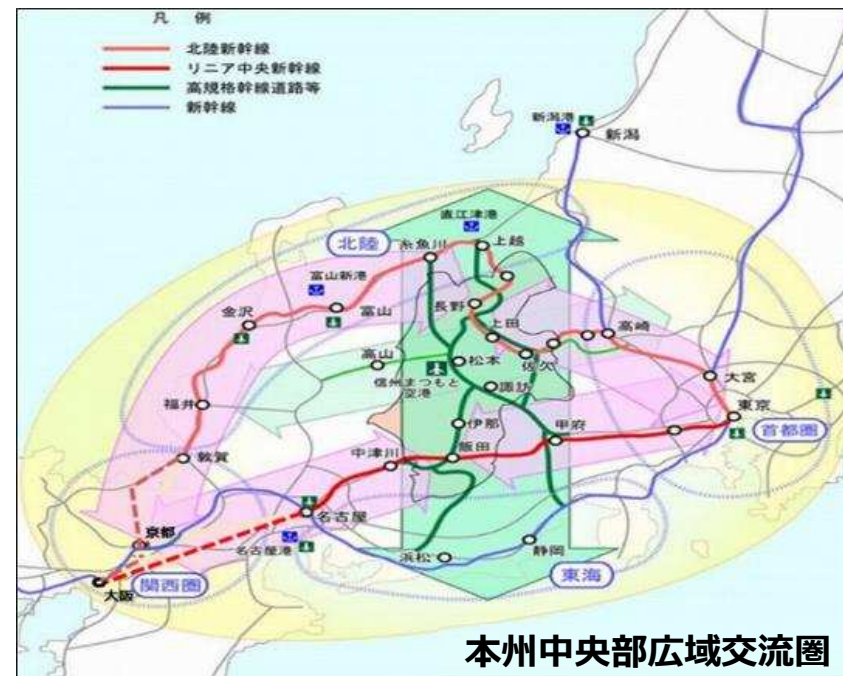 凡 例
北陸新幹線
リニア中央新幹線
高規格幹線道路等
新幹線
新潟港
新潟
直江津港
北陸
糸魚川
上越
富山新港
金沢
富山
長野
上田
高崎
高山
松本
佐久
信州まつもと
空港
諏訪
大宮
福井
東京
伊那
甲府
首都圏
敦賀
中津川
飯田
名古屋
京都
名古屋港
浜松
静岡
大阪
関西圏
東海
本州中央部広域交流圏